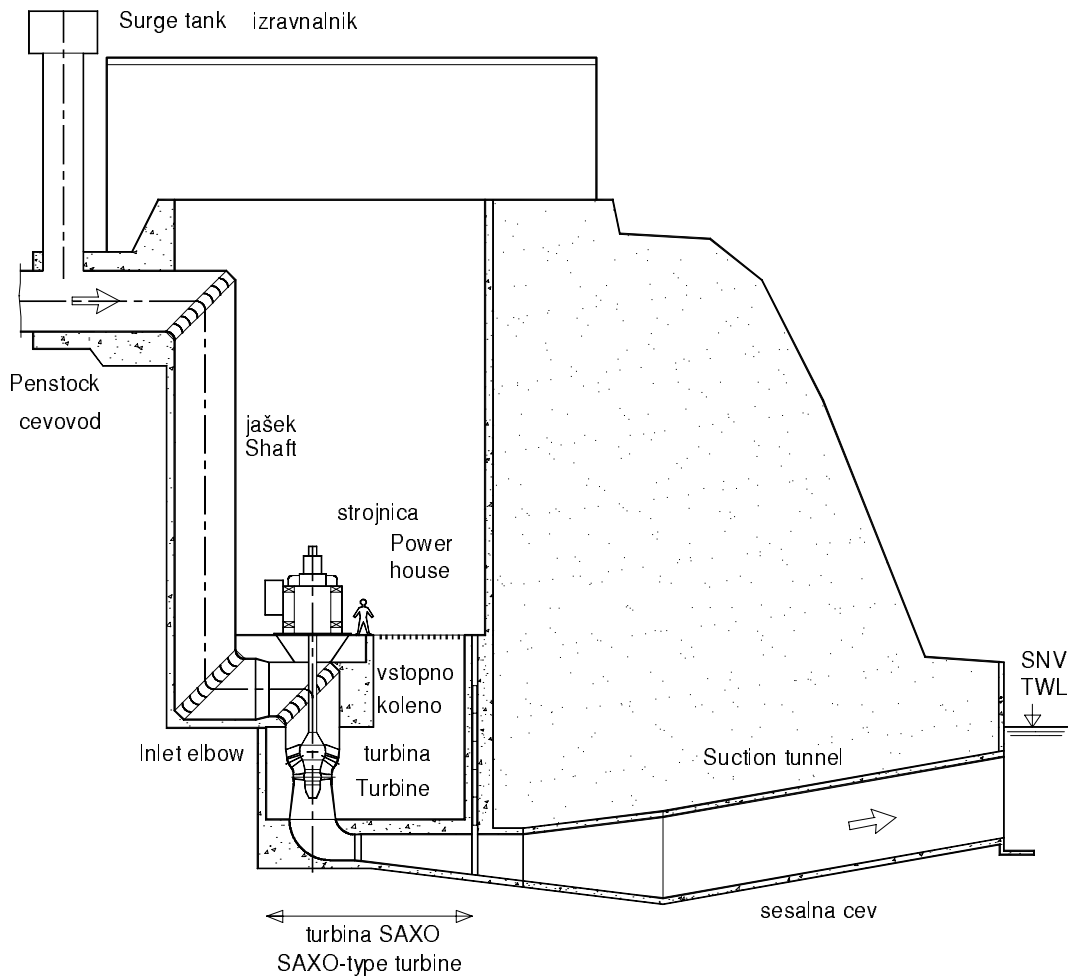 Surge tank izravnalnik
Penstock
cevovod
jašek
Shaft
strojnica
Power
house
vstopno
koleno
Inlet elbow
turbina
Turbine
SNV
TWL
Suction tunnel
sesalna cev
turbina SAXO
SAXO-type turbine